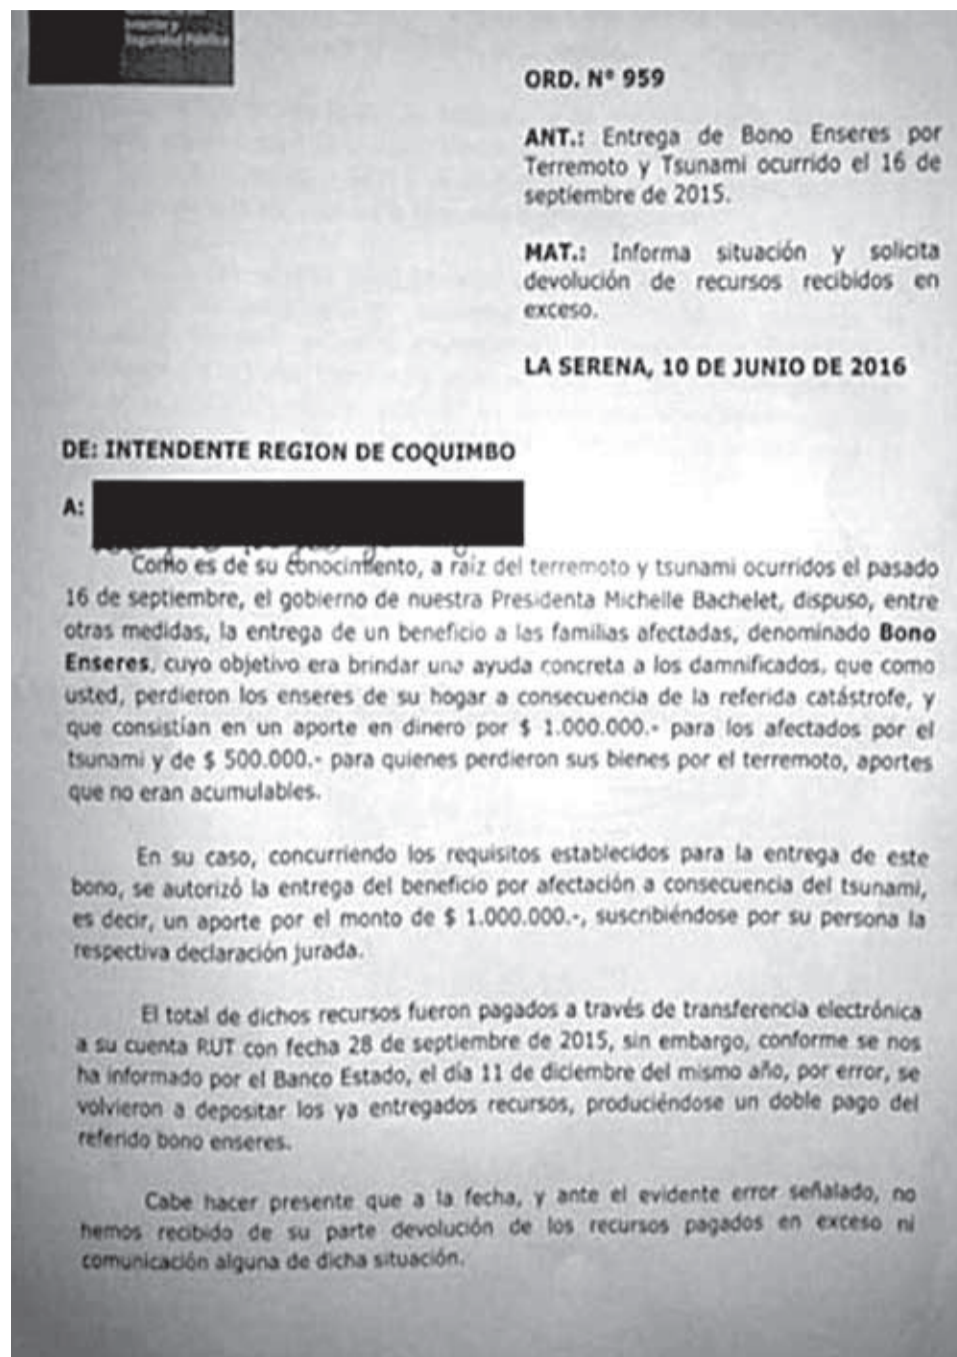 Interior y
Seguridad Pública
ORD. Nº 959
ANT.: Entrega de Bono Enseres por
Terremoto y Tsunami ocurrido el 16 de
septiembre de 2015.
MAT.: Informa situación y solicita
devolución de recursos recibidos en
exceso.
LA SERENA, 10 DE JUNIO DE 2016
DE: INTENDENTE REGION DE COQUIMBO
A:
Como es de su conocimiento, a raíz del terremoto y tsunami ocurridos el pasado
16 de septiembre, el gobierno de nuestra Presidenta Michelle Bachelet, dispuso, entre
otras medidas, la entrega de un beneficio a las familias afectadas, denominado Bono
Enseres, cuyo objetivo era brindar una ayuda concreta a los damnificados, que como
usted, perdieron los enseres de su hogar a consecuencia de la referida catástrofe, y
que consistían en un aporte en dinero por $ 1.000.000.- para los afectados por el
tsunami y de $ 500.000.- para quienes perdieron sus bienes por el terremoto, aportes
que no eran acumulables.
En su caso, concurriendo los requisitos establecidos para la entrega de este
bono, se autorizó la entrega del beneficio por afectación a consecuencia del tsunami,
es decir, un aporte por el monto de $ 1.000.000.-, suscribiéndose por su persona la
respectiva declaración jurada.
El total de dichos recursos fueron pagados a través de transferencia electrónica
a su cuenta RUT con fecha 28 de septiembre de 2015, sin embargo, conforme se nos
ha informado por el Banco Estado, el día 11 de diciembre del mismo año, por error, se
volvieron a depositar los ya entregados recursos, produciéndose un doble pago del
referido bono enseres.
Cabe hacer presente que a la fecha, y ante el evidente error señalado, no
hemos recibido de su parte devolución de los recursos pagados en exceso ni
comunicación alguna de dicha situación.